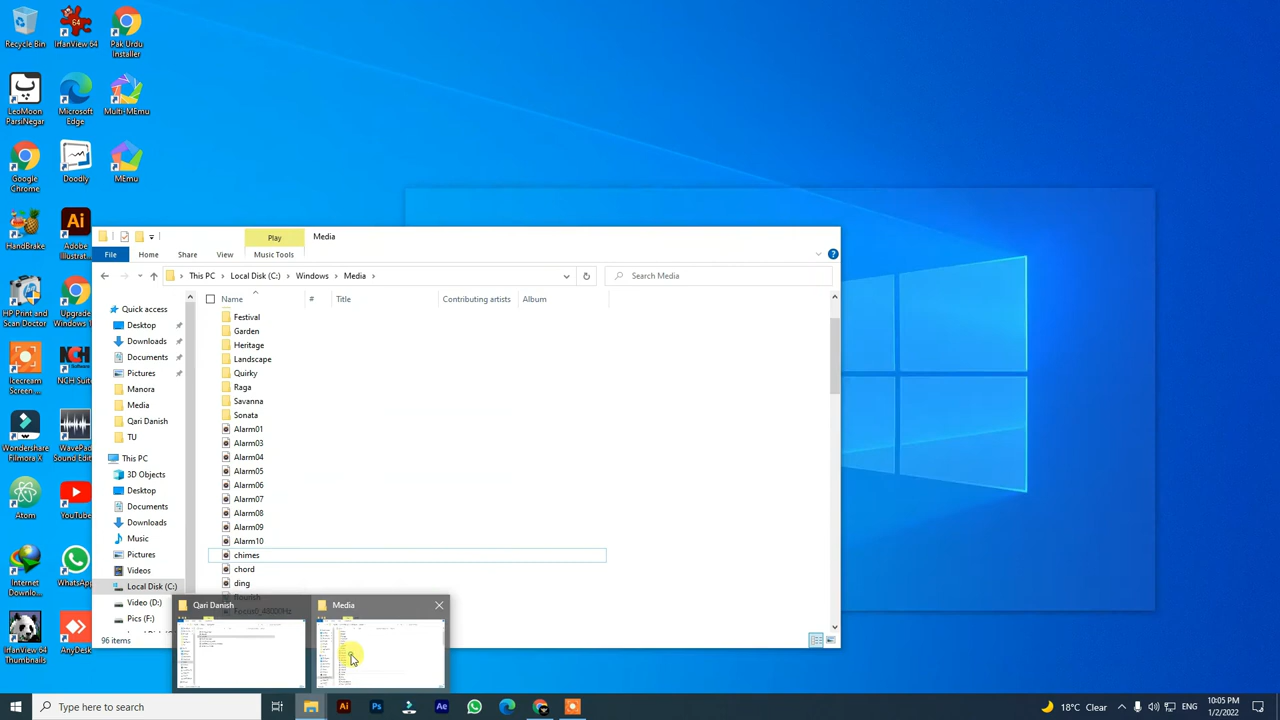 Recycle Bin
IrfanView 64
Pak Urdu
Installer
LeoMoon
ParsiNegar
Microsoft
Edge
Multi-MEmu
Google
Chrome
Doodly
MEmu
HandBrake
Adobe
Illustrat...
HP Print and
Scan Doctor
Upgrade
Windows
Icecream
Screen ...
NCH Suite
Wondershare
Filmora X
WavePad
Sound Edit
Atom
YouTube
Internet
Downlo...
WhatsApp
IrfanView 64
Thumbnails
AnyDesk
Play
Media
File
Home
Share
View
Music Tools
This PC
Local Disk (C:)
Windows
Media
Search Media
Name
#
Title
Contributing artists
Album
Quick access
Desktop
Downloads
Documents
Pictures
Manora
Media
Qari Danish
TU
This PC
3D Objects
Desktop
Documents
Downloads
Music
Pictures
Videos
Local Disk (C:)
Video (D:)
Pics (F:)
Festival
Garden
Heritage
Landscape
Quirky
Raga
Savanna
Sonata
Alarm01
Alarm03
Alarm04
Alarm05
Alarm06
Alarm07
Alarm08
Alarm09
Alarm10
chimes
chord
ding
flourish
Focus0_48000Hz
96 items
Qari Danish
Media
Type here to search
18°C Clear
ENG
10:05 PM
1/2/2022